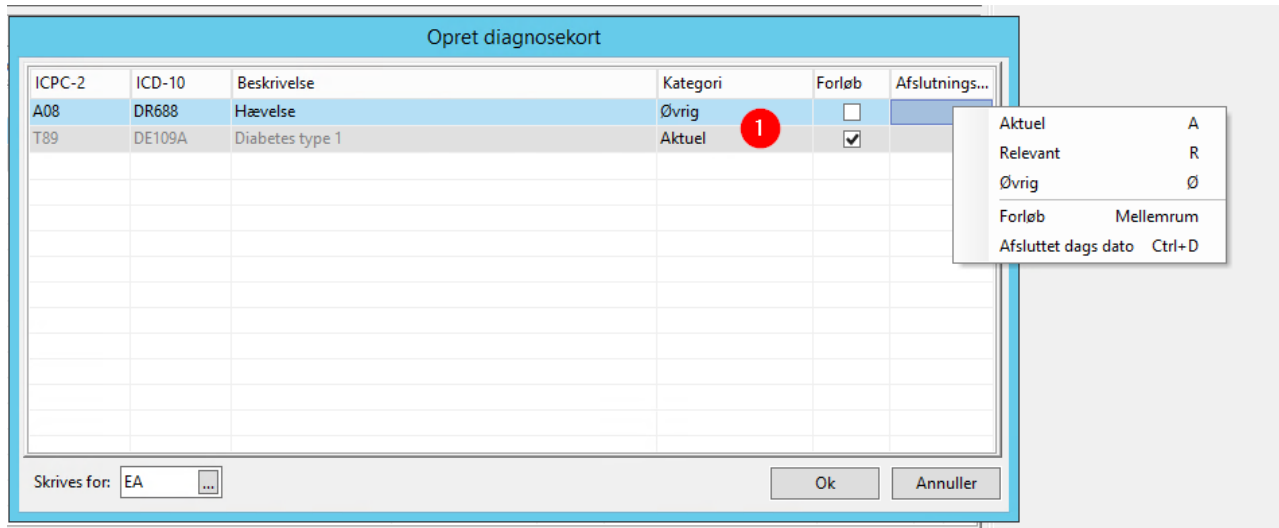 Opret diagnosekort
ICPC-2 ICD-10 Beskrivelse Kategori Forløb Afslutnings...
A08 DR688 Hævelse Øvrig
T89 DE109A Diabetes type 1 Aktuel
1
Aktuel A
Relevant R
Øvrig Ø
Forløb Mellemrum
Afsluttet dags dato Ctrl+D
Skrives for: EA ... Ok Annuller